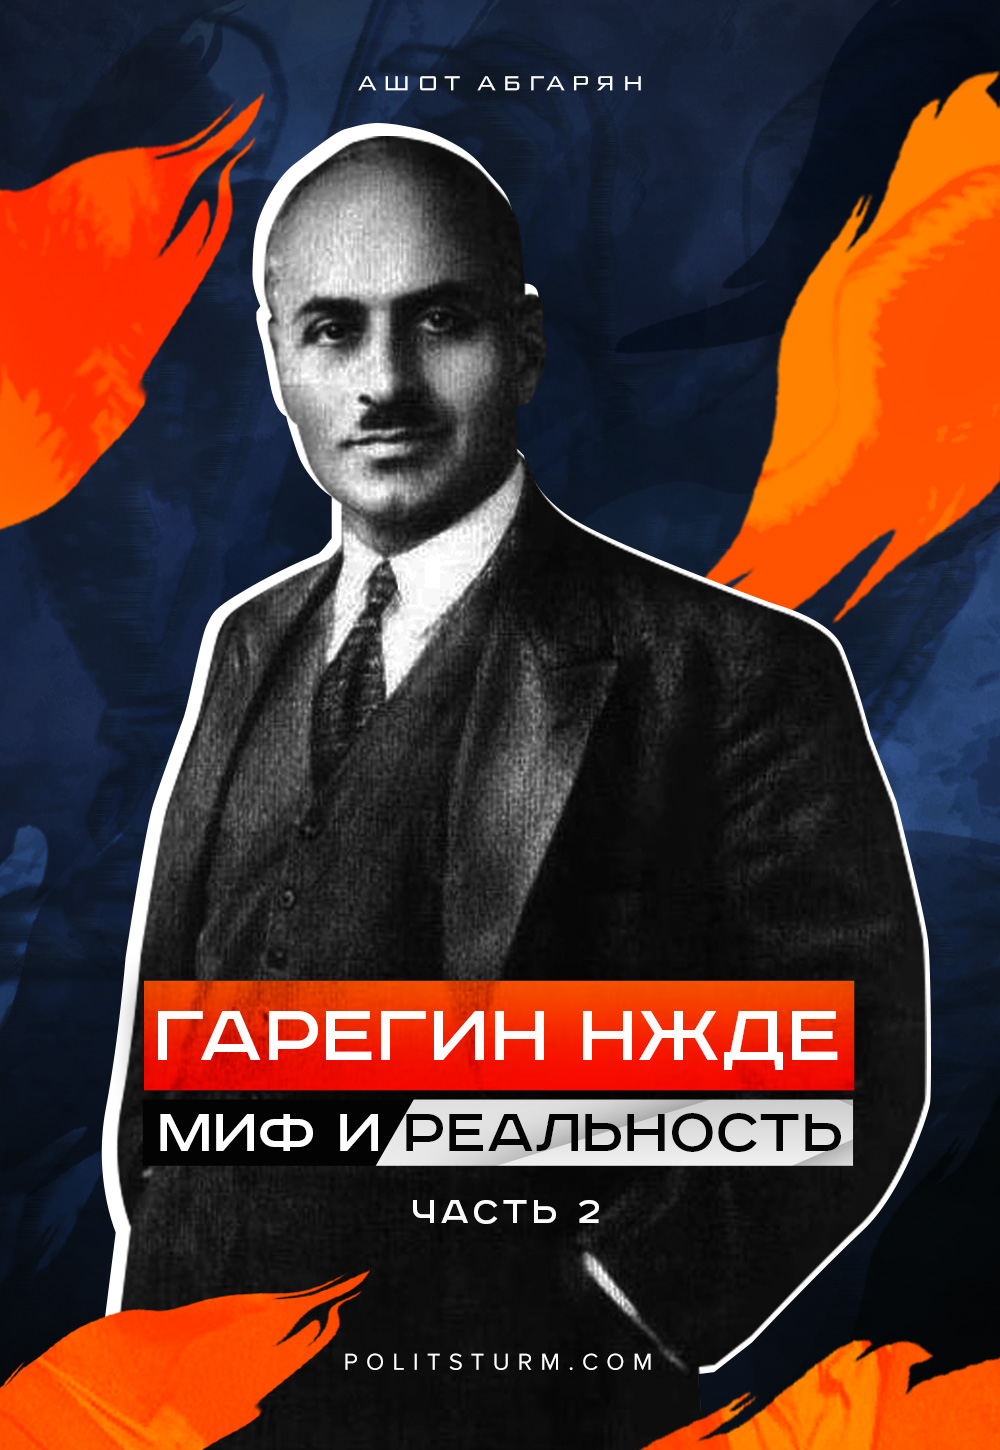 АШОТ АБГАРЯН
ГАРЕГИН НЖДЕ
МИФ И РЕАЛЬНОСТЬ
ЧАСТЬ 2
POLITSTURM.COM